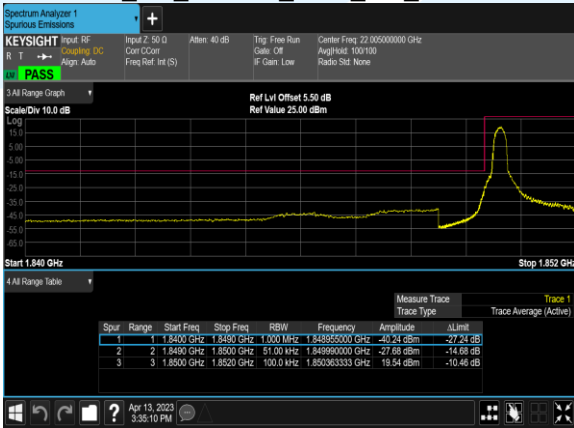 Spectrum Analyzer 1
Spurious Emissions
KEYSIGHT Input: RF Input Z: 50 Ω Atten: 40 dB Trig: Free Run Center Freq: 22.005000000 GHz
R T Coupling: DC Corr CCorr Gate: Off Avg|Hold: 100/100
Align: Auto Freq Ref: Int (S) IF Gain: Low Radio Std: None
PASS
3 All Range Graph
Ref Lvl Offset 5.50 dB
Scale/Div 10.0 dB Ref Value 25.00 dBm
Log
15.0
5.00
-5.00
-15.0
-25.0
-35.0
-45.0
-55.0
-65.0
Start 1.840 GHz Stop 1.852 GHz
4 All Range Table
Measure Trace Trace 1
Trace Type Trace Average (Active)
Spur Range Start Freq Stop Freq RBW Frequency Amplitude ΔLimit
1 1 1.8400 GHz 1.8490 GHz 1.000 MHz 1.848955000 GHz -40.24 dBm -27.24 dB
2 2 1.8490 GHz 1.8500 GHz 51.00 kHz 1.849990000 GHz -27.68 dBm -14.68 dB
3 3 1.8500 GHz 1.8520 GHz 100.0 kHz 1.850363333 GHz 19.54 dBm -10.46 dB
Apr 13, 2023
3:35:10 PM